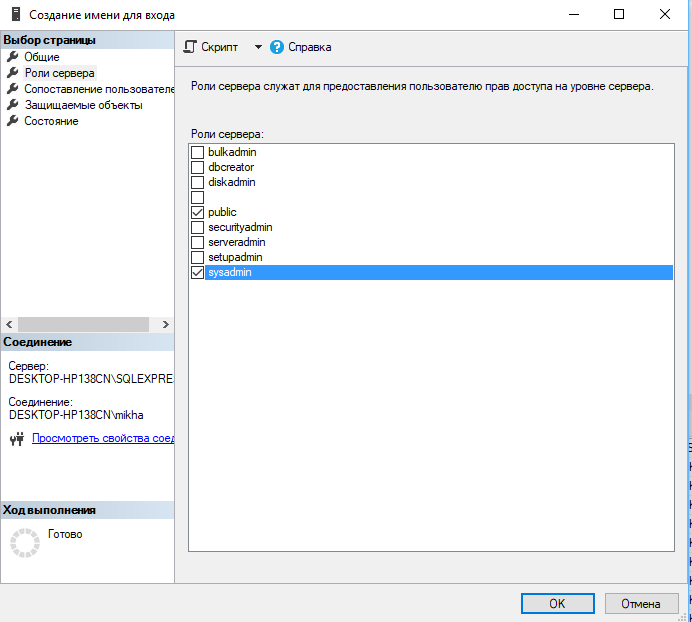 Создание имени для входа
Выбор страницы
Общие
Роли сервера
Сопоставление пользователе
Защищаемые объекты
Состояние
Скрипт
Справка
Роли сервера служат для предоставления пользователю прав доступа на уровне сервера.
Роли сервера:
bulkadmin
dbcreator
diskadmin
public
securityadmin
serveradmin
setupadmin
sysadmin
Соединение
Сервер:
DESKTOP-HP138CN\SQLEXPRE
Соединение:
DESKTOP-HP138CN\mikha
Просмотреть свойства соед
Ход выполнения
Готово
OK
Отмена